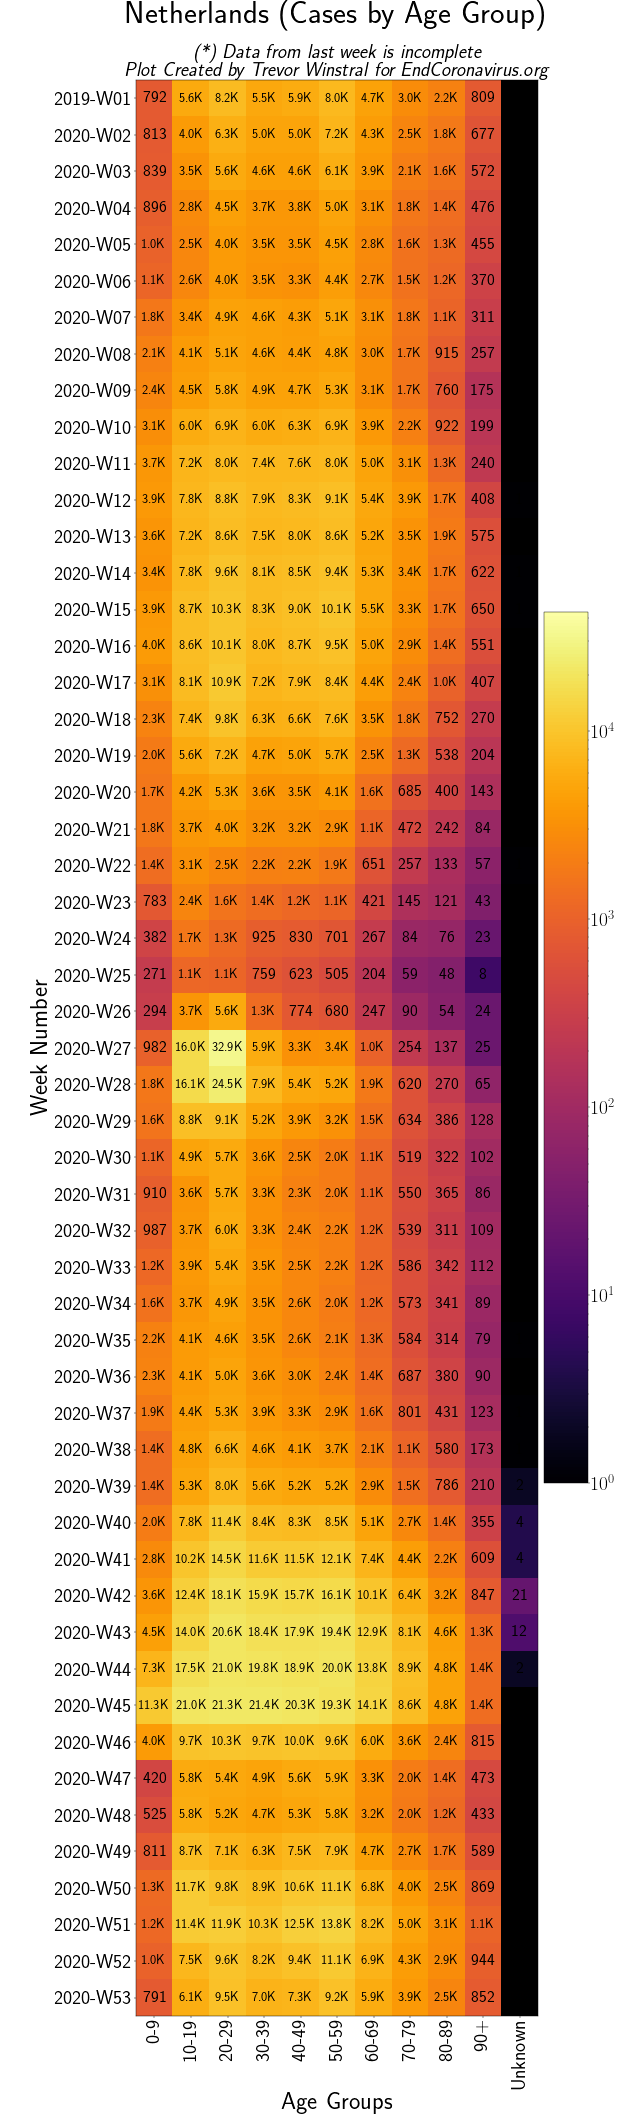 Netherlands (Cases by Age Group)
(*) Data from last week is incomplete
Plot Created by Trevor Winstral for EndCoronavirus.org
2019-W01 792 5.6K 8.2K 5.5K 5.9K 8.0K 4.7K 3.0K 2.2K 809
2020-W02 813 4.0K 6.3K 5.0K 5.0K 7.2K 4.3K 2.5K 1.8K 677
2020-W03 839 3.5K 5.6K 4.6K 4.6K 6.1K 3.9K 2.1K 1.6K 572
2020-W04 896 2.8K 4.5K 3.7K 3.8K 5.0K 3.1K 1.8K 1.4K 476
2020-W05 1.0K 2.5K 4.0K 3.5K 3.5K 4.5K 2.8K 1.6K 1.3K 455
2020-W06 1.1K 2.6K 4.0K 3.5K 3.3K 4.4K 2.7K 1.5K 1.2K 370
2020-W07 1.8K 3.4K 4.9K 4.6K 4.3K 5.1K 3.1K 1.8K 1.1K 311
2020-W08 2.1K 4.1K 5.1K 4.6K 4.4K 4.8K 3.0K 1.7K 915 257
2020-W09 2.4K 4.5K 5.8K 4.9K 4.7K 5.3K 3.1K 1.7K 760 175
2020-W10 3.1K 6.0K 6.9K 6.0K 6.3K 6.9K 3.9K 2.2K 922 199
2020-W11 3.7K 7.2K 8.0K 7.4K 7.6K 8.0K 5.0K 3.1K 1.3K 240
2020-W12 3.9K 7.8K 8.8K 7.9K 8.3K 9.1K 5.4K 3.9K 1.7K 408
2020-W13 3.6K 7.2K 8.6K 7.5K 8.0K 8.6K 5.2K 3.5K 1.9K 575
2020-W14 3.4K 7.8K 9.6K 8.1K 8.5K 9.4K 5.3K 3.4K 1.7K 622
2020-W15 3.9K 8.7K 10.3K 8.3K 9.0K 10.1K 5.5K 3.3K 1.7K 650
2020-W16 4.0K 8.6K 10.1K 8.0K 8.7K 9.5K 5.0K 2.9K 1.4K 551
2020-W17 3.1K 8.1K 10.9K 7.2K 7.9K 8.4K 4.4K 2.4K 1.0K 407
2020-W18 2.3K 7.4K 9.8K 6.3K 6.6K 7.6K 3.5K 1.8K 752 270
2020-W19 2.0K 5.6K 7.2K 4.7K 5.0K 5.7K 2.5K 1.3K 538 204
2020-W20 1.7K 4.2K 5.3K 3.6K 3.5K 4.1K 1.6K 685 400 143
2020-W21 1.8K 3.7K 4.0K 3.2K 3.2K 2.9K 1.1K 472 242 84
2020-W22 1.4K 3.1K 2.5K 2.2K 2.2K 1.9K 651 257 133 57
2020-W23 783 2.4K 1.6K 1.4K 1.2K 1.1K 421 145 121 43
2020-W24 382 1.7K 1.3K 925 830 701 267 84 76 23
2020-W25 271 1.1K 1.1K 759 623 505 204 59 48 8
2020-W26 294 3.7K 5.6K 1.3K 774 680 247 90 54 24
2020-W27 982 16.0K 32.9K 5.9K 3.3K 3.4K 1.0K 254 137 25
2020-W28 1.8K 16.1K 24.5K 7.9K 5.4K 5.2K 1.9K 620 270 65
2020-W29 1.6K 8.8K 9.1K 5.2K 3.9K 3.2K 1.5K 634 386 128
2020-W30 1.1K 4.9K 5.7K 3.6K 2.5K 2.0K 1.1K 519 322 102
2020-W31 910 3.6K 5.7K 3.3K 2.3K 2.0K 1.1K 550 365 86
2020-W32 987 3.7K 6.0K 3.3K 2.4K 2.2K 1.2K 539 311 109
2020-W33 1.2K 3.9K 5.4K 3.5K 2.5K 2.2K 1.2K 586 342 112
2020-W34 1.6K 3.7K 4.9K 3.5K 2.6K 2.0K 1.2K 573 341 89
2020-W35 2.2K 4.1K 4.6K 3.5K 2.6K 2.1K 1.3K 584 314 79
2020-W36 2.3K 4.1K 5.0K 3.6K 3.0K 2.4K 1.4K 687 380 90
2020-W37 1.9K 4.4K 5.3K 3.9K 3.3K 2.9K 1.6K 801 431 123
2020-W38 1.4K 4.8K 6.6K 4.6K 4.1K 3.7K 2.1K 1.1K 580 173
2020-W39 1.4K 5.3K 8.0K 5.6K 5.2K 5.2K 2.9K 1.5K 786 210 2
2020-W40 2.0K 7.8K 11.4K 8.4K 8.3K 8.5K 5.1K 2.7K 1.4K 355 4
2020-W41 2.8K 10.2K 14.5K 11.6K 11.5K 12.1K 7.4K 4.4K 2.2K 609 4
2020-W42 3.6K 12.4K 18.1K 15.9K 15.7K 16.1K 10.1K 6.4K 3.2K 847 21
2020-W43 4.5K 14.0K 20.6K 18.4K 17.9K 19.4K 12.9K 8.1K 4.6K 1.3K 12
2020-W44 7.3K 17.5K 21.0K 19.8K 18.9K 20.0K 13.8K 8.9K 4.8K 1.4K 2
2020-W45 11.3K 21.0K 21.3K 21.4K 20.3K 19.3K 14.1K 8.6K 4.8K 1.4K
2020-W46 4.0K 9.7K 10.3K 9.7K 10.0K 9.6K 6.0K 3.6K 2.4K 815
2020-W47 420 5.8K 5.4K 4.9K 5.6K 5.9K 3.3K 2.0K 1.4K 473
2020-W48 525 5.8K 5.2K 4.7K 5.3K 5.8K 3.2K 2.0K 1.2K 433
2020-W49 811 8.7K 7.1K 6.3K 7.5K 7.9K 4.7K 2.7K 1.7K 589
2020-W50 1.3K 11.7K 9.8K 8.9K 10.6K 11.1K 6.8K 4.0K 2.5K 869
2020-W51 1.2K 11.4K 11.9K 10.3K 12.5K 13.8K 8.2K 5.0K 3.1K 1.1K
2020-W52 1.0K 7.5K 9.6K 8.2K 9.4K 11.1K 6.9K 4.3K 2.9K 944
2020-W53 791 6.1K 9.5K 7.0K 7.3K 9.2K 5.9K 3.9K 2.5K 852
0-9 10-19 20-29 30-39 40-49 50-59 60-69 70-79 80-89 90+ Unknown
Age Groups
Week Number
10⁴
10³
10²
10¹
10⁰